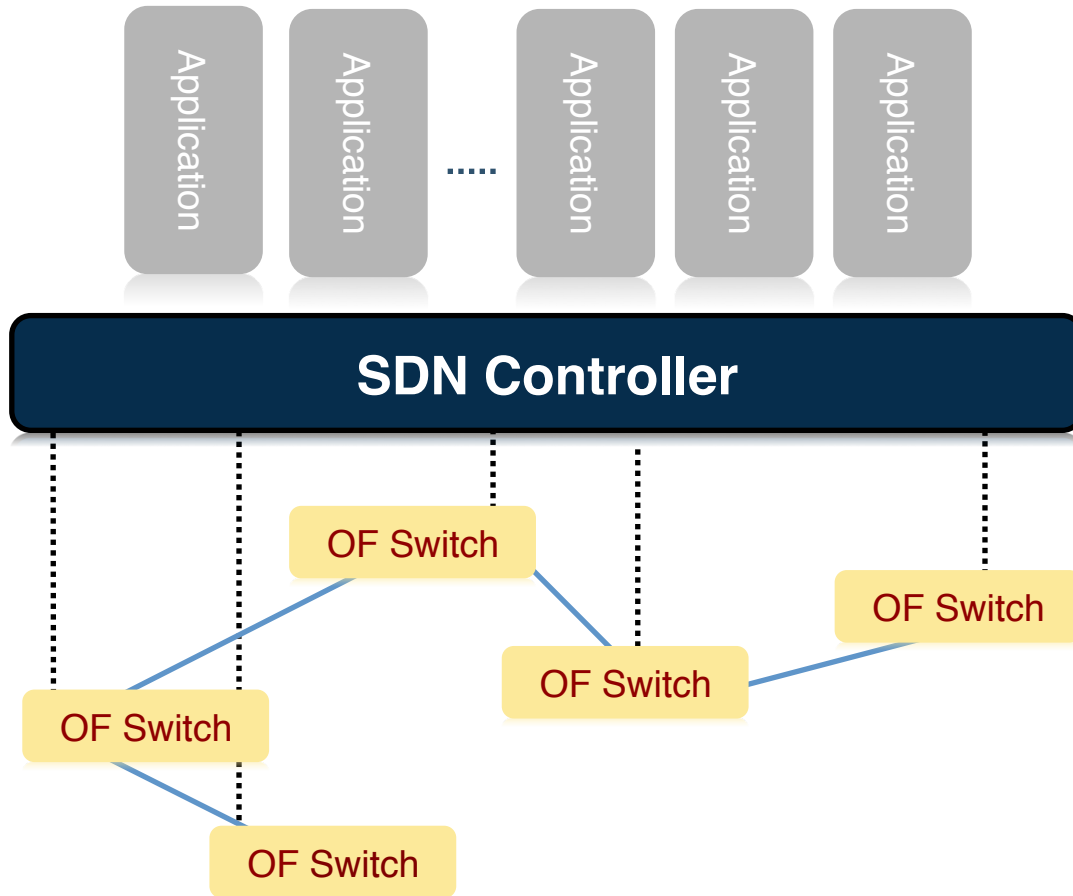 Application
Application
.....
Application
Application
Application
SDN Controller
OF Switch
OF Switch
OF Switch
OF Switch
OF Switch